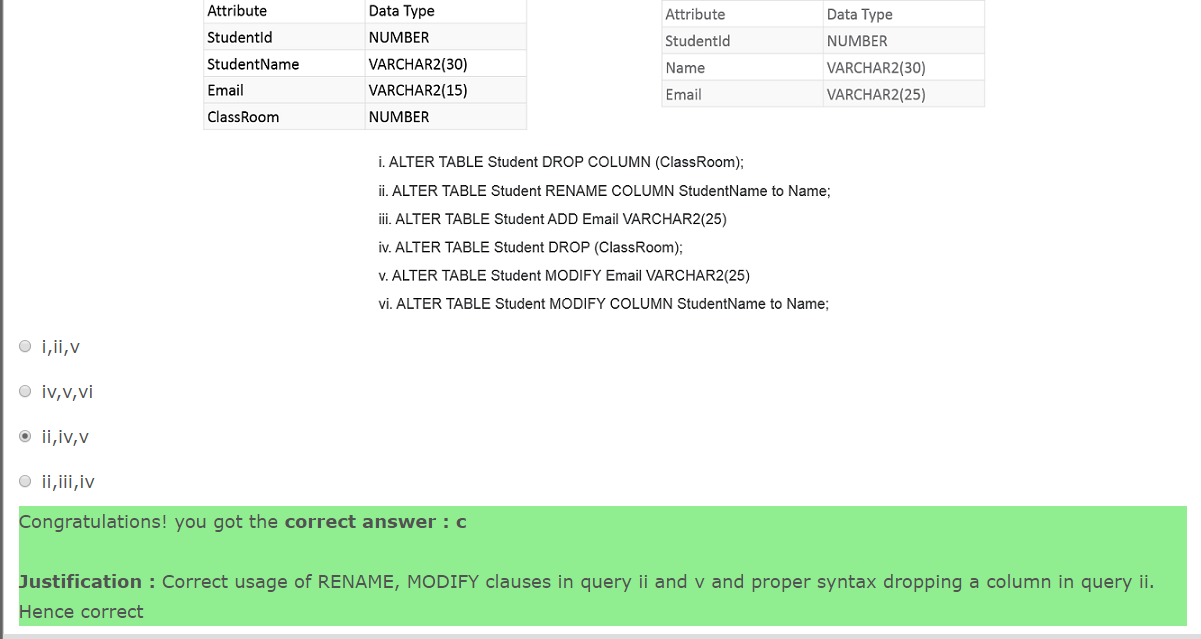 Attribute Data Type
StudentId NUMBER
StudentName VARCHAR2(30)
Email VARCHAR2(15)
ClassRoom NUMBER
Attribute Data Type
StudentId NUMBER
Name VARCHAR2(30)
Email VARCHAR2(25)
i. ALTER TABLE Student DROP COLUMN (ClassRoom);
ii. ALTER TABLE Student RENAME COLUMN StudentName to Name;
iii. ALTER TABLE Student ADD Email VARCHAR2(25)
iv. ALTER TABLE Student DROP (ClassRoom);
v. ALTER TABLE Student MODIFY Email VARCHAR2(25)
vi. ALTER TABLE Student MODIFY COLUMN StudentName to Name;
i,ii,v
iv,v,vi
ii,iv,v
ii,iii,iv
Congratulations! you got the correct answer : c
Justification : Correct usage of RENAME, MODIFY clauses in query ii and v and proper syntax dropping a column in query ii.
Hence correct